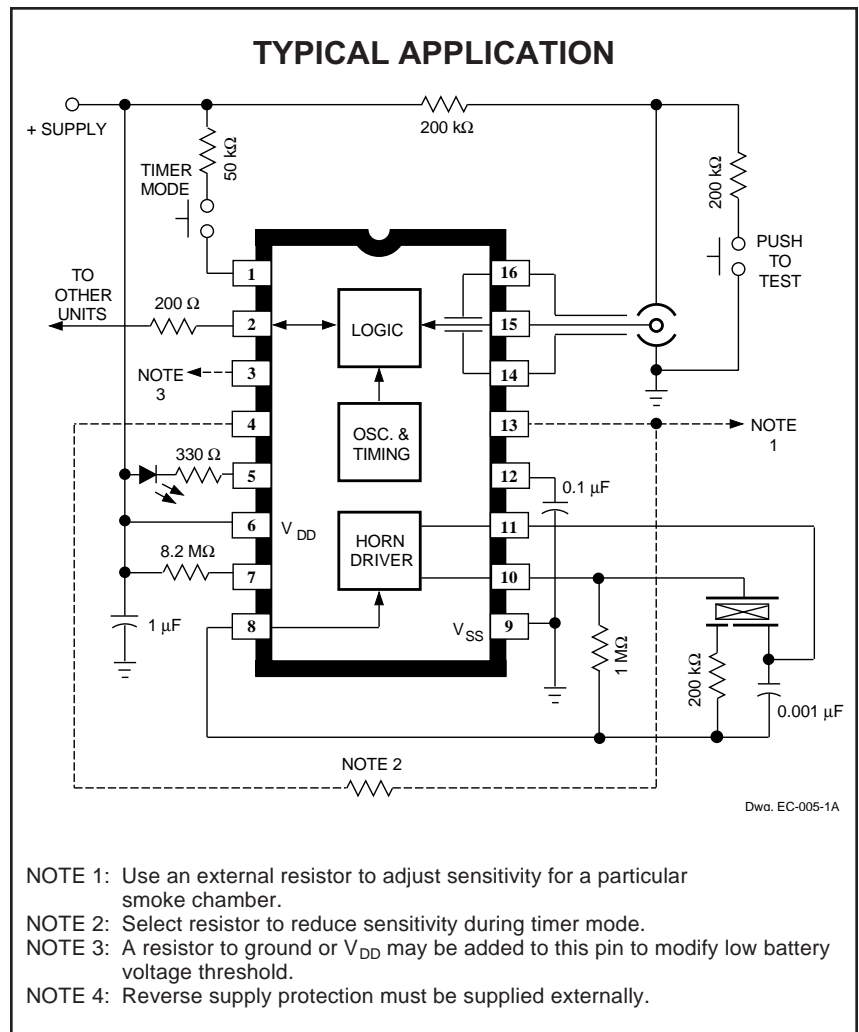 TYPICAL APPLICATION
+ SUPPLY
200 kΩ
50 kΩ
TIMER
MODE
200 kΩ
PUSH
TO
TEST
TO
OTHER
UNITS
200 Ω
NOTE
3
330 Ω
8.2 MΩ
1 µF
1
2
3
4
5
6
7
8
LOGIC
OSC. &
TIMING
V DD
HORN
DRIVER
VSS
16
15
14
13
12
11
10
9
NOTE
1
0.1 µF
1 MΩ
200 kΩ
0.001 µF
NOTE 2
Dwg. EC-005-1A
NOTE 1: Use an external resistor to adjust sensitivity for a particular
smoke chamber.
NOTE 2: Select resistor to reduce sensitivity during timer mode.
NOTE 3: A resistor to ground or VDD may be added to this pin to modify low battery
voltage threshold.
NOTE 4: Reverse supply protection must be supplied externally.